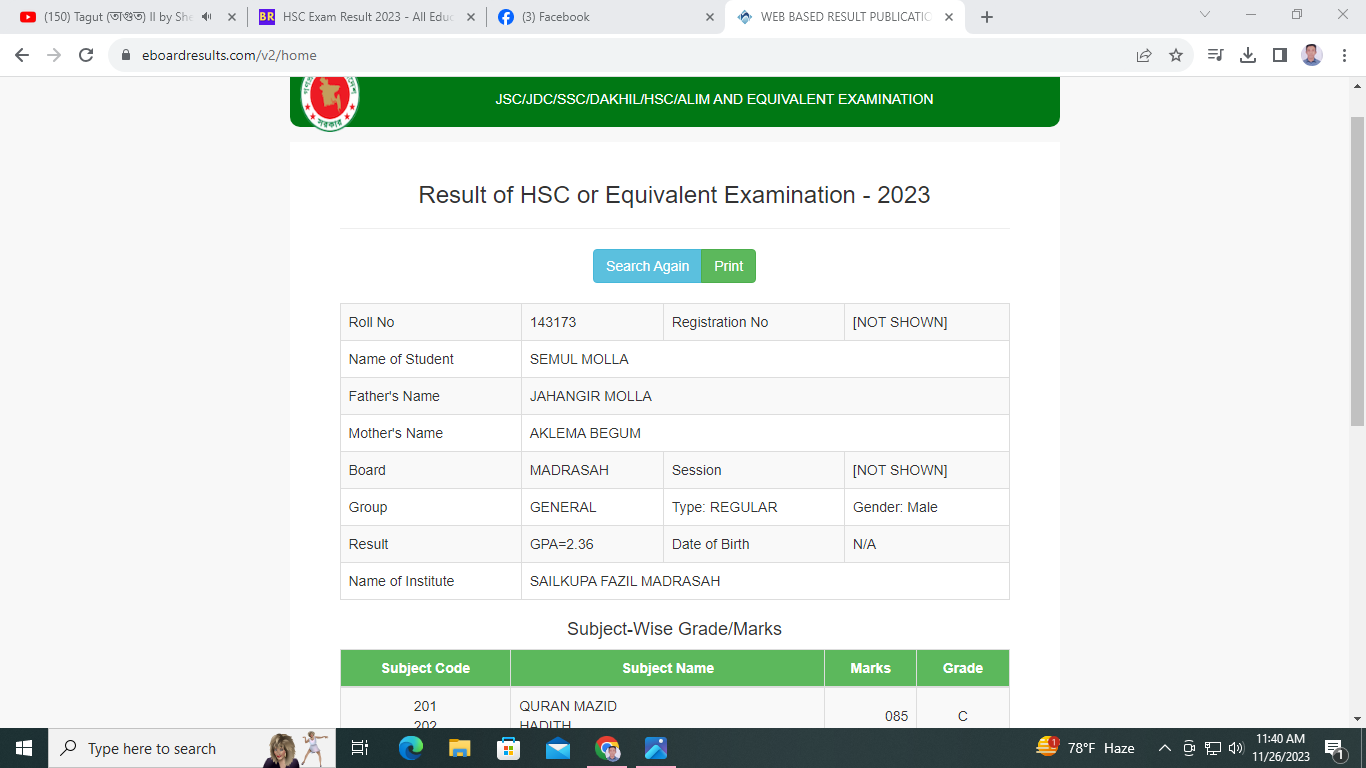 (150) Tagut (তাগুত) II by She
HSC Exam Result 2023 - All Educ
(3) Facebook
WEB BASED RESULT PUBLICATIO
eboardresults.com/v2/home
JSC/JDC/SSC/DAKHIL/HSC/ALIM AND EQUIVALENT EXAMINATION
Result of HSC or Equivalent Examination - 2023
Search Again Print
Roll No 143173 Registration No [NOT SHOWN]
Name of Student SEMUL MOLLA
Father's Name JAHANGIR MOLLA
Mother's Name AKLEMA BEGUM
Board MADRASAH Session [NOT SHOWN]
Group GENERAL Type: REGULAR Gender: Male
Result GPA=2.36 Date of Birth N/A
Name of Institute SAILKUPA FAZIL MADRASAH
Subject-Wise Grade/Marks
Subject Code Subject Name Marks Grade
201 QURAN MAZID 085 C
202 HADITH
Type here to search
78°F Haze
11:40 AM
11/26/2023